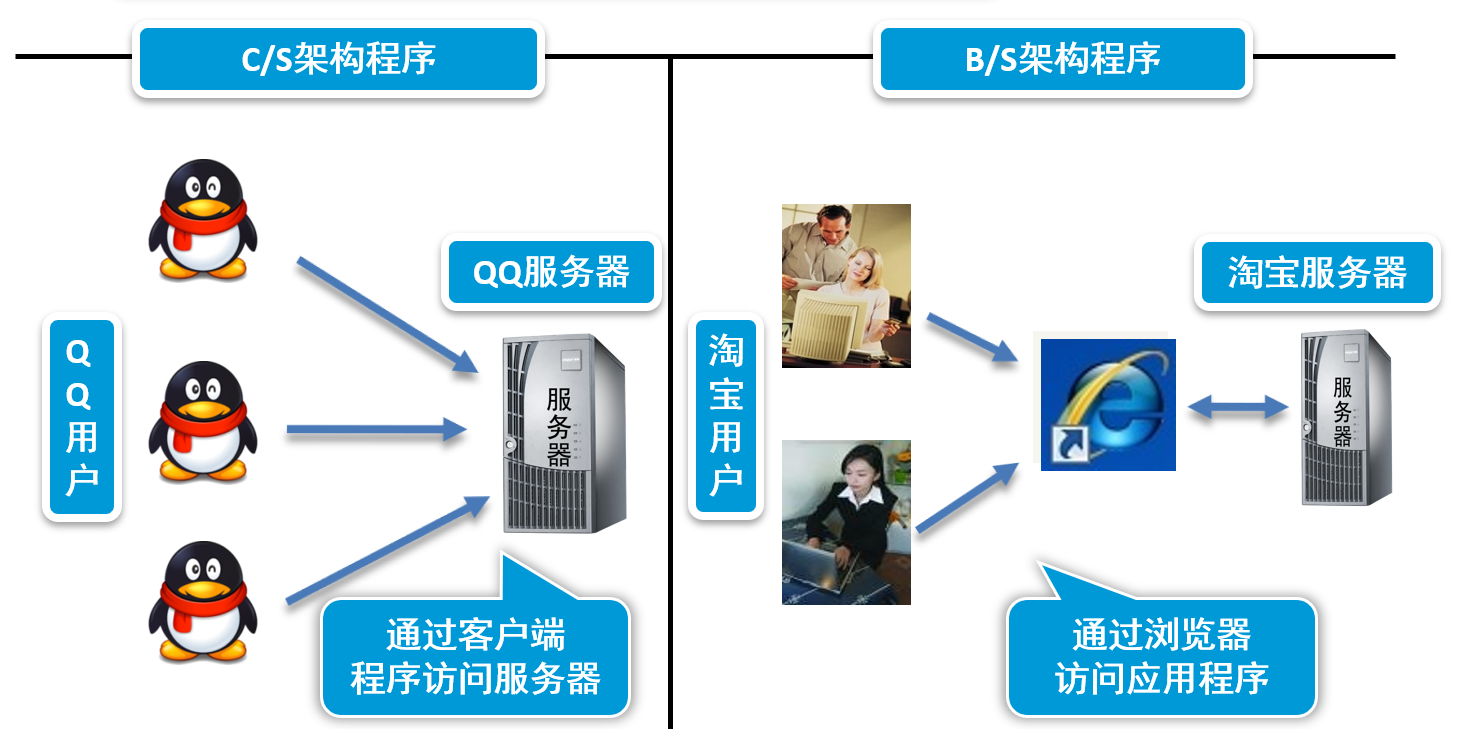 C/S架构程序
B/S架构程序
QQ服务器
QQ用户
服务器
通过客户端
程序访问服务器
淘宝服务器
淘宝用户
服务器
通过浏览器
访问应用程序